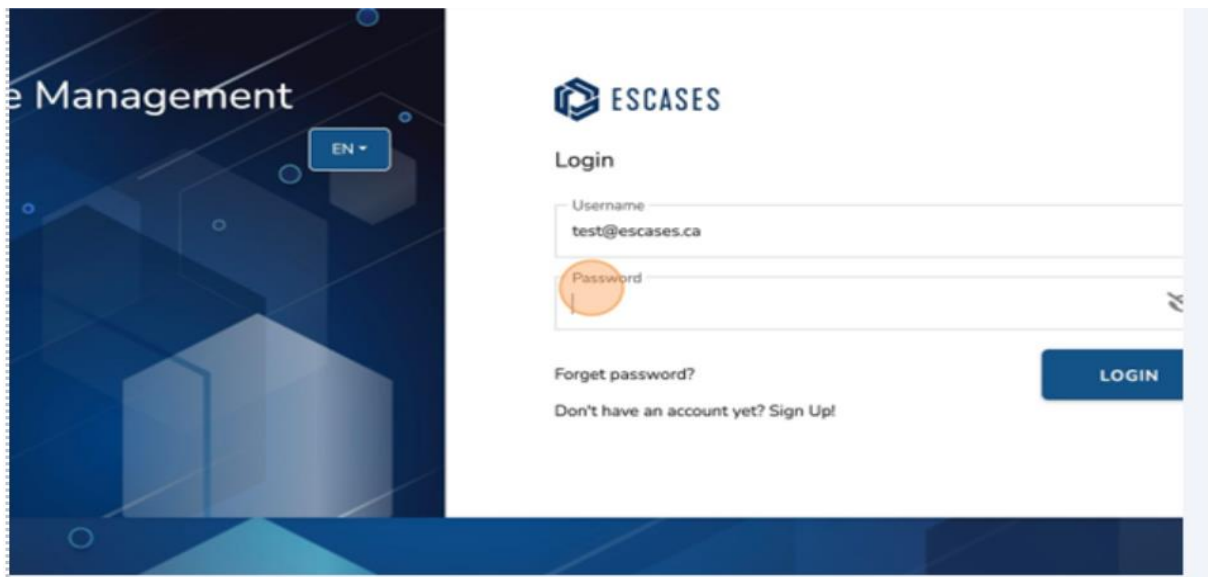 e Management
EN
ESCASES
Login
Username
test@escases.ca
Password
Forget password?
LOGIN
Don't have an account yet? Sign Up!